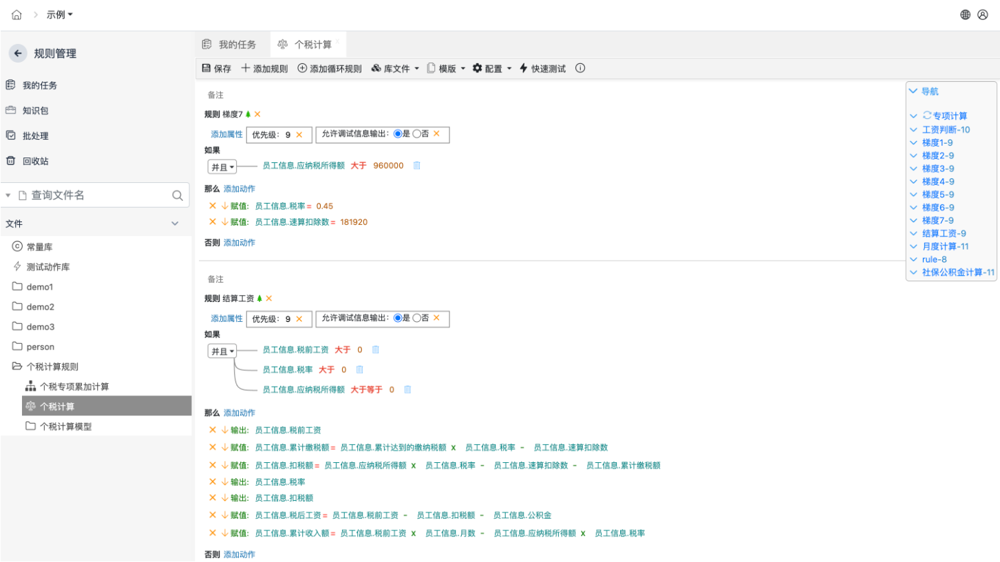 示例
规则管理
我的任务
知识包
批处理
回收站
查询文件名
文件
常量库
测试动作库
demo1
demo2
demo3
person
个税计算规则
个税专项累加计算
个税计算
个税计算模型
我的任务 个税计算 x
保存 添加规则 添加循环规则 库文件 模版 配置 快速测试
备注
规则 梯度7
添加属性 优先级: 9 允许调试信息输出: 是 否
如果
并且 员工信息.应纳税所得额 大于 960000
那么 添加动作
赋值: 员工信息.税率 = 0.45
赋值: 员工信息.速算扣除数 = 181920
否则 添加动作
备注
规则 结算工资
添加属性 优先级: 9 允许调试信息输出: 是 否
如果
并且 员工信息.税前工资 大于 0
员工信息.税率 大于 0
员工信息.应纳税所得额 大于等于 0
那么 添加动作
输出: 员工信息.税前工资
赋值: 员工信息.累计缴税额 = 员工信息.累计达到的缴纳税额 x 员工信息.税率 - 员工信息.速算扣除数
赋值: 员工信息.扣税额 = 员工信息.应纳税所得额 x 员工信息.税率 - 员工信息.速算扣除数 - 员工信息.累计缴税额
输出: 员工信息.税率
输出: 员工信息.扣税额
赋值: 员工信息.税后工资 = 员工信息.税前工资 - 员工信息.扣税额 - 员工信息.公积金
赋值: 员工信息.累计收入额 = 员工信息.税前工资 x 员工信息.月数 - 员工信息.应纳税所得额 x 员工信息.税率
否则 添加动作
导航
专项计算
工资判断-10
梯度1-9
梯度2-9
梯度3-9
梯度4-9
梯度5-9
梯度6-9
梯度7-9
结算工资-9
月度计算-11
rule-8
社保公积金计算-11